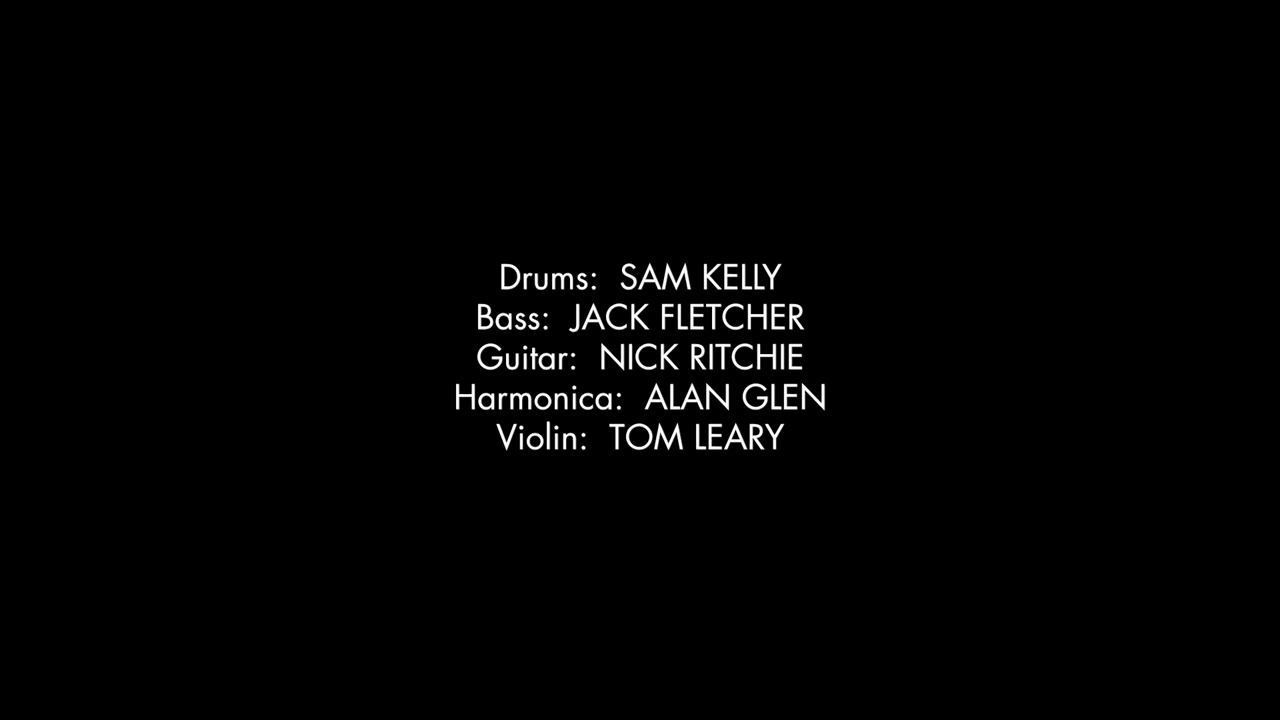 Drums: SAM KELLY
Bass: JACK FLETCHER
Guitar: NICK RITCHIE
Harmonica: ALAN GLEN
Violin: TOM LEARY